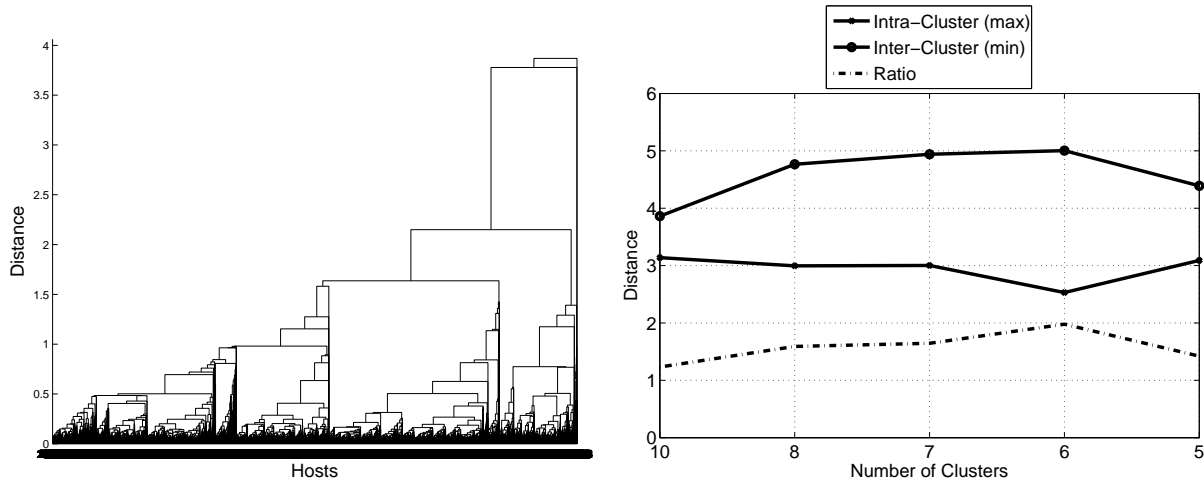 4
3.5
3
2.5
2
1.5
1
0.5
0
Distance
Hosts
Intra−Cluster (max)
Inter−Cluster (min)
Ratio
6
5
4
3
2
1
0
Distance
10 8 7 6 5
Number of Clusters